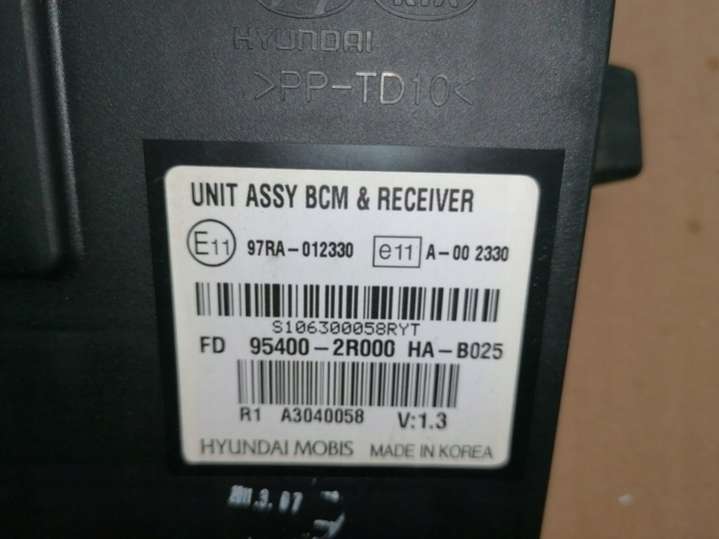 KIA
HYUNDAI
>PP-TD10<
UNIT ASSY BCM & RECEIVER
E11 97RA-012330 e11 A-00 2330
S106300058RYT
FD 95400-2R000 HA-B025
R1 A3040058 V:1.3
HYUNDAI MOBIS MADE IN KOREA